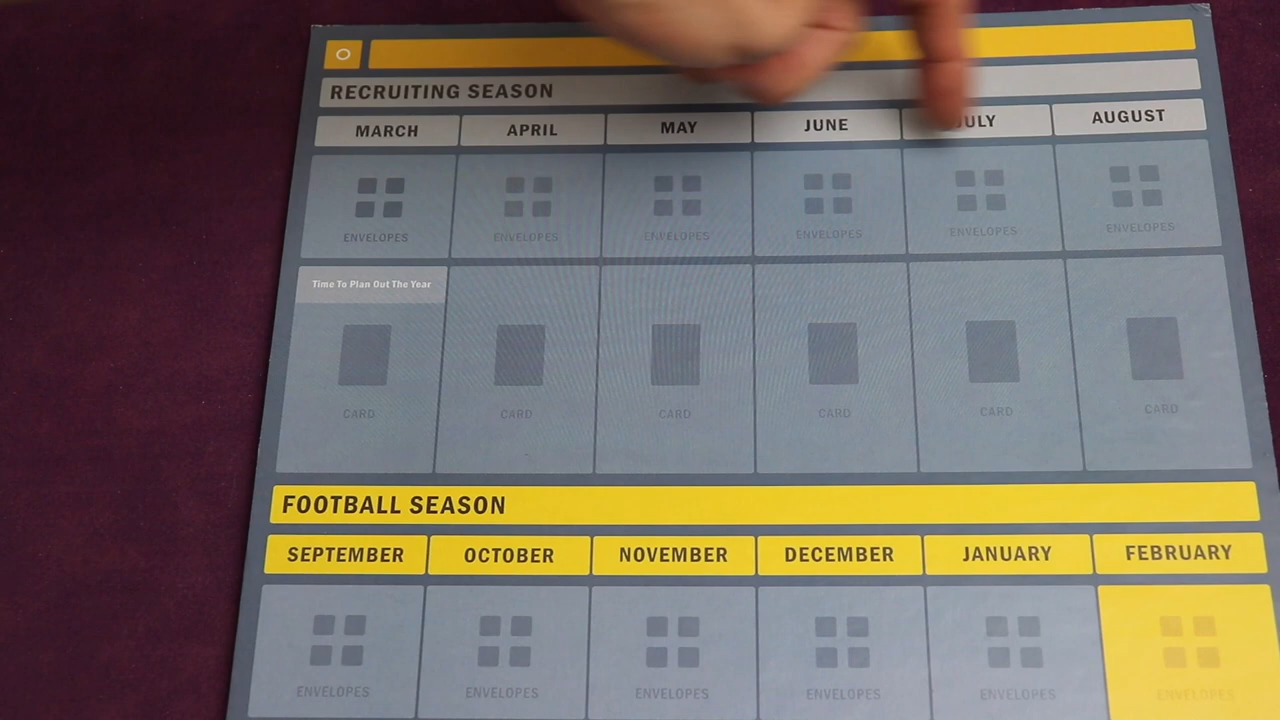 RECRUITING SEASON
MARCH APRIL MAY JUNE JULY AUGUST
ENVELOPES ENVELOPES ENVELOPES ENVELOPES ENVELOPES ENVELOPES
Time To Plan Out The Year
CARD CARD CARD CARD CARD CARD
FOOTBALL SEASON
SEPTEMBER OCTOBER NOVEMBER DECEMBER JANUARY FEBRUARY
ENVELOPES ENVELOPES ENVELOPES ENVELOPES ENVELOPES ENVELOPES